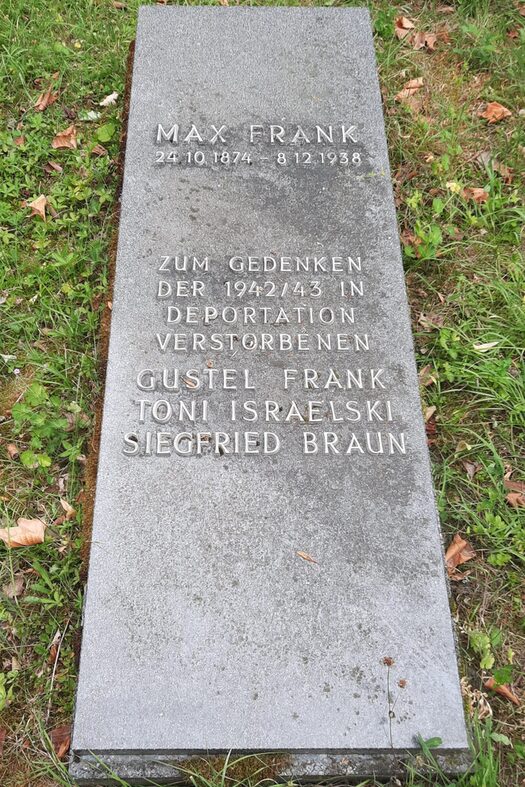 MAX FRANK
24 10 1874 – 8 12 1938
ZUM GEDENKEN
DER 1942/43 IN
DEPORTATION
VERSTORBENEN
GUSTEL FRANK
TONI ISRAELSKI
SIEGFRIED BRAUN